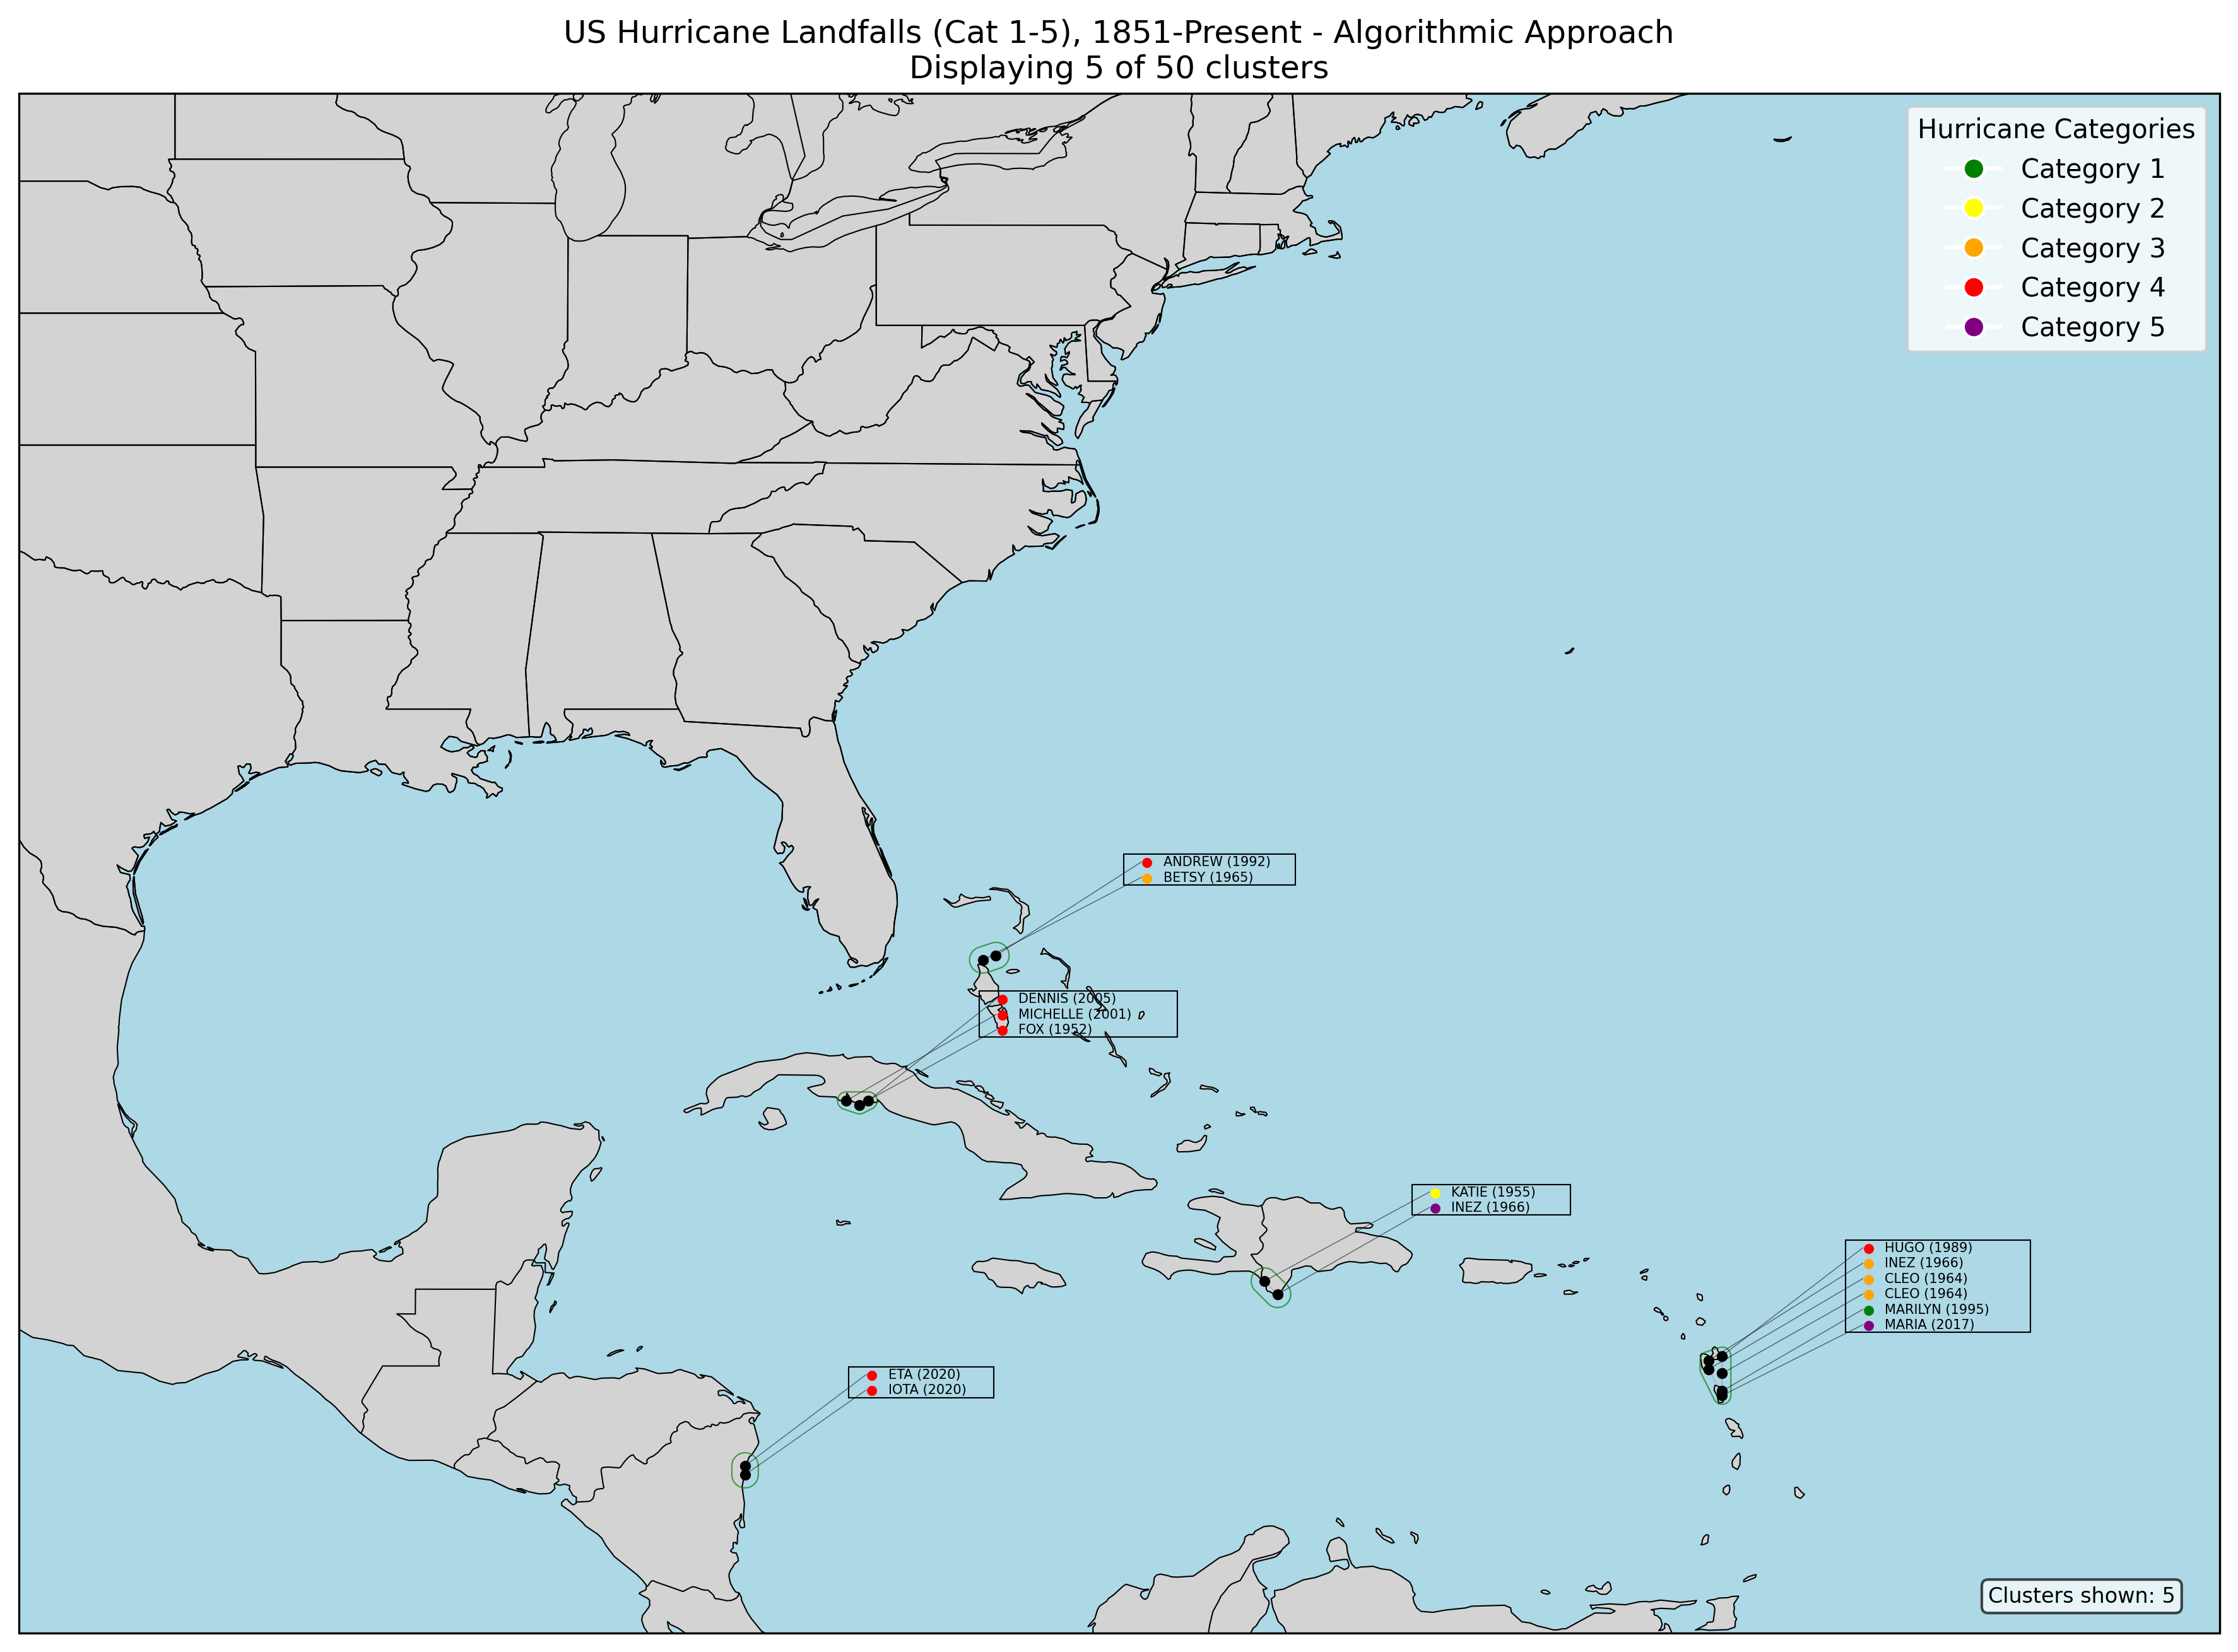 US Hurricane Landfalls (Cat 1-5), 1851-Present - Algorithmic Approach
Displaying 5 of 50 clusters
Hurricane Categories
Category 1
Category 2
Category 3
Category 4
Category 5
ANDREW (1992)
BETSY (1965)
DENNIS (2005)
MICHELLE (2001)
FOX (1952)
KATIE (1955)
INEZ (1966)
HUGO (1989)
INEZ (1966)
CLEO (1964)
CLEO (1964)
MARILYN (1995)
MARIA (2017)
ETA (2020)
IOTA (2020)
Clusters shown: 5